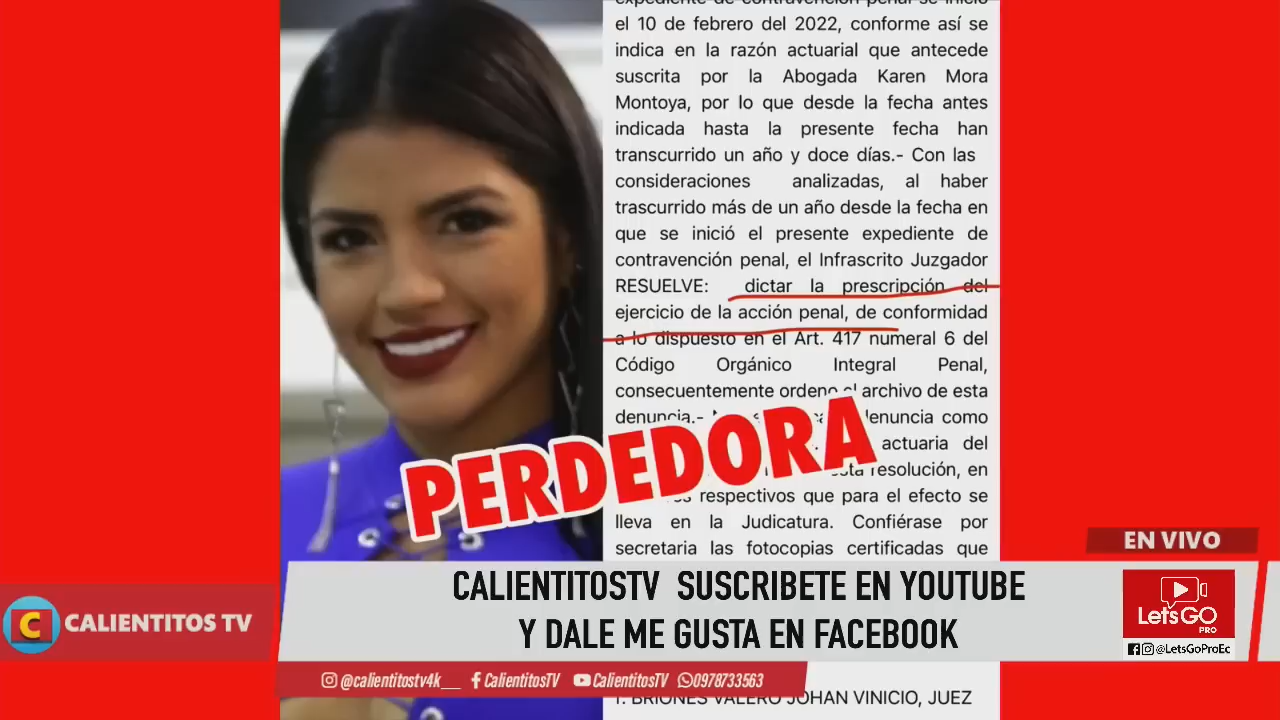 expediente de contravención penal se inició
el 10 de febrero del 2022, conforme así se
indica en la razón actuarial que antecede
suscrita por la Abogada Karen Mora
Montoya, por lo que desde la fecha antes
indicada hasta la presente fecha han
transcurrido un año y doce días.- Con las
consideraciones analizadas, al haber
trascurrido más de un año desde la fecha en
que se inició el presente expediente de
contravención penal, el Infrascrito Juzgador
RESUELVE: dictar la prescripción del
ejercicio de la acción penal, de conformidad
a lo dispuesto en el Art. 417 numeral 6 del
Código Orgánico Integral Penal,
consecuentemente ordeno el archivo de esta
denuncia.- denuncia como
actuaria del
esta resolución, en
respectivos que para el efecto se
lleva en la Judicatura. Confiérase por
secretaria las fotocopias certificadas que
PERDEDORA
EN VIVO
CALIENTITOSTV SUSCRIBETE EN YOUTUBE
Y DALE ME GUSTA EN FACEBOOK
C CALIENTITOS TV
Let'sGO
PRO
@LetsGoProEc
@calientitostv4k__ CalientitosTV CalientitosTV 0978733563
f. BRIONES VALERO JOHAN VINICIO, JUEZ